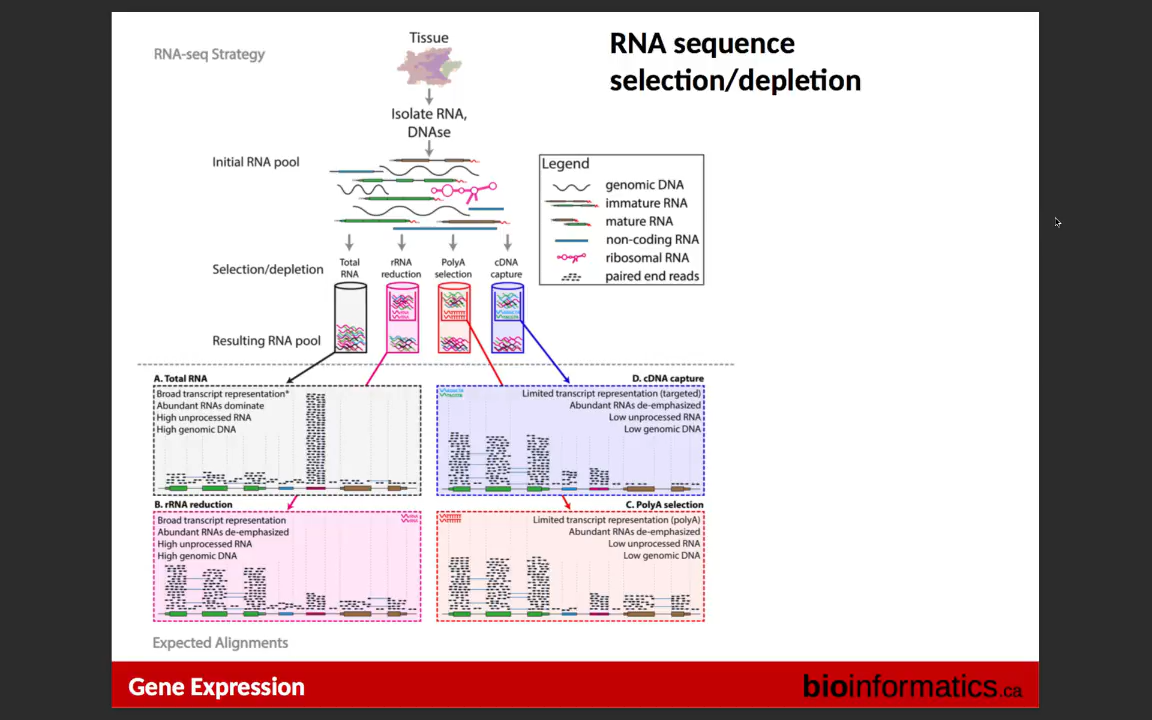 RNA-seq Strategy
RNA sequence
selection/depletion
Tissue
Isolate RNA,
DNAse
Initial RNA pool
Legend
genomic DNA
immature RNA
mature RNA
non-coding RNA
ribosomal RNA
paired end reads
Selection/depletion
Total
RNA
rRNA
reduction
PolyA
selection
cDNA
capture
Resulting RNA pool
A. Total RNA
Broad transcript representation*
Abundant RNAs dominate
High unprocessed RNA
High genomic DNA
D. cDNA capture
Limited transcript representation (targeted)
Abundant RNAs de-emphasized
Low unprocessed RNA
Low genomic DNA
B. rRNA reduction
Broad transcript representation
Abundant RNAs de-emphasized
High unprocessed RNA
High genomic DNA
C. PolyA selection
Limited transcript representation (polyA)
Abundant RNAs de-emphasized
Low unprocessed RNA
Low genomic DNA
Expected Alignments
Gene Expression
bioinformatics.ca